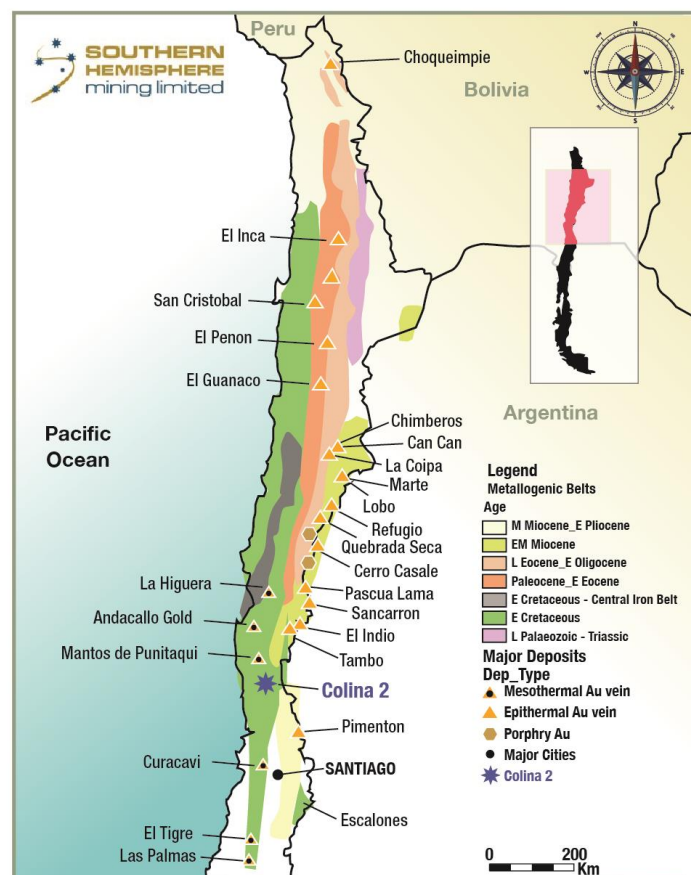 Peru
SOUTHERN
HEMISPHERE
mining limited
Choqueimpie
Bolivia
N
W
E
S
El Inca
San Cristobal
El Penon
El Guanaco
Argentina
Pacific
Ocean
Chimberos
Can Can
La Coipa
Marte
Lobo
Refugio
Quebrada Seca
Cerro Casale
La Higuera
Pascua Lama
Andacallo Gold
Sancarron
El Indio
Mantos de Punitaqui
Tambo
Colina 2
Pimenton
Curacavi
SANTIAGO
Escalones
El Tigre
Las Palmas
Legend
Metallogenic Belts
Age
M Miocene_E Pliocene
EM Miocene
L Eocene_E Oligocene
Paleocene_E Eocene
E Cretaceous - Central Iron Belt
E Cretaceous
L Palaeozoic - Triassic
Major Deposits
Dep_Type
Mesothermal Au vein
Epithermal Au vein
Porphry Au
Major Cities
Colina 2
0 200
Km